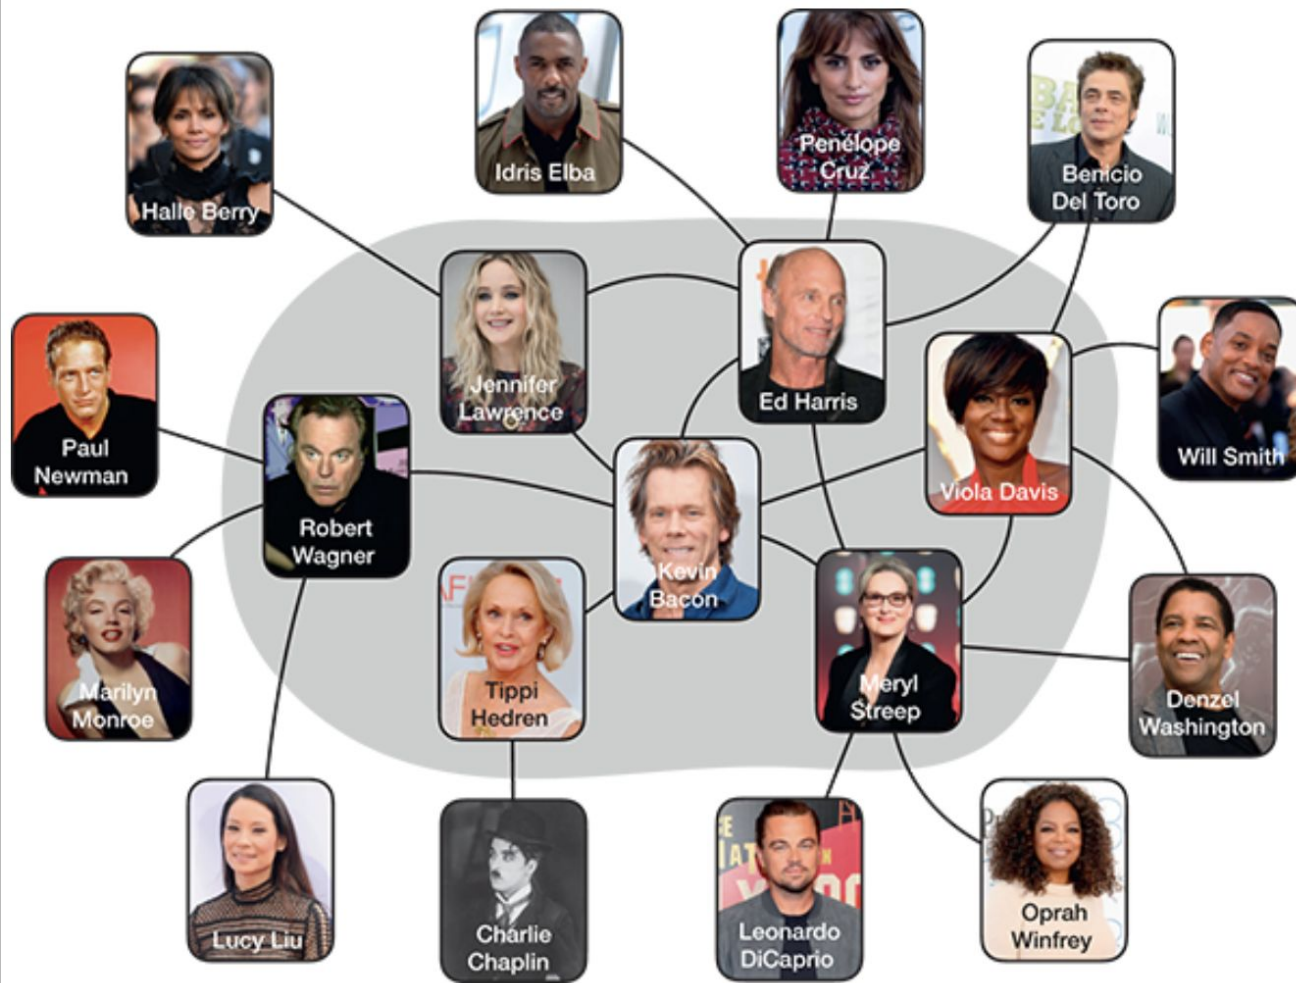 Idris Elba
Penélope
Cruz
Benicio
Del Toro
Halle Berry
Jennifer
Lawrence
Ed Harris
Paul
Newman
Will Smith
Viola Davis
Robert
Wagner
Kevin
Bacon
Marilyn
Monroe
Tippi
Hedren
Meryl
Streep
Denzel
Washington
Lucy Liu
Charlie
Chaplin
Leonardo
DiCaprio
Oprah
Winfrey